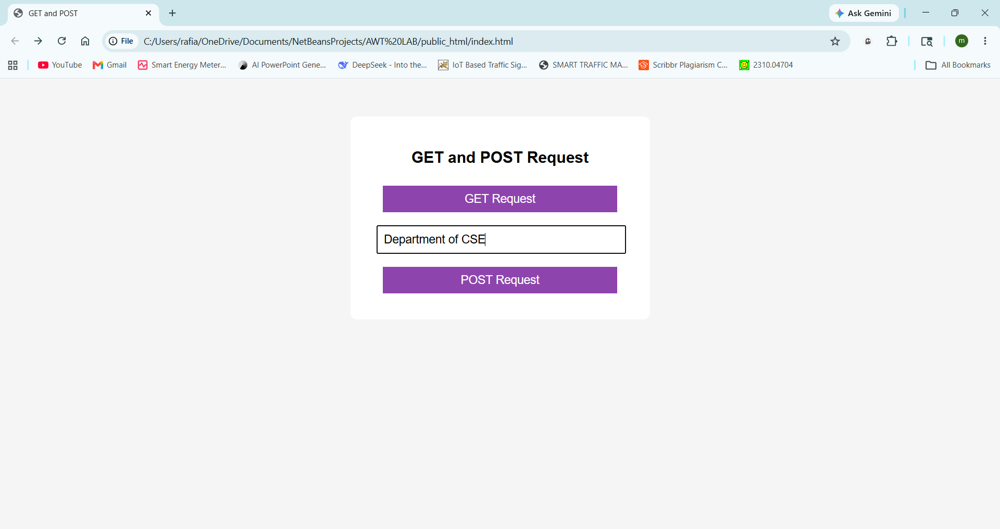 GET and POST
Ask Gemini
File C:/Users/rafia/OneDrive/Documents/NetBeansProjects/AWT%20LAB/public_html/index.html
m
YouTube Gmail Smart Energy Meter... AI PowerPoint Gene... DeepSeek - Into the... IoT Based Traffic Sig... SMART TRAFFIC MA... Scribbr Plagiarism C... 2310.04704 All Bookmarks
GET and POST Request
GET Request
Department of CSE
POST Request